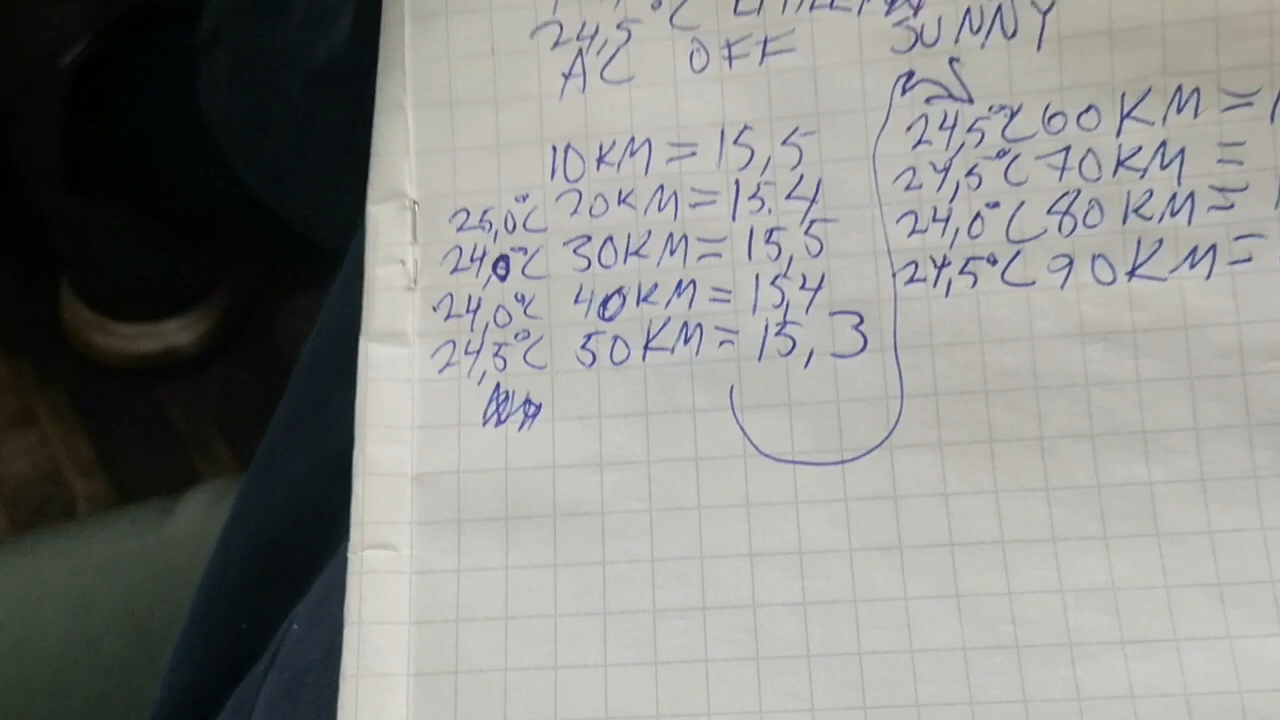 24,5°C
AC OFF SUNNY
10KM = 15,5
25,0°C 20KM = 15.4
24,0°C 30KM = 15,5
24,0°C 40KM = 15,4
24,5°C 50KM = 15,3
24,5°C 60KM =
24,5°C 70KM =
24,0°C 80KM =
24,5°C 90KM =